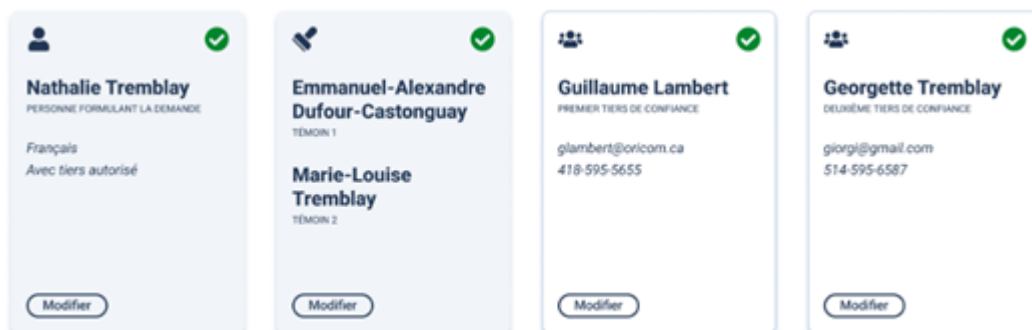 Nathalie Tremblay
PERSONNE FORMULANT LA DEMANDE
Français
Avec tiers autorisé
Modifier
Emmanuel-Alexandre
Dufour-Castonguay
TÉMOIN 1
Marie-Louise
Tremblay
TÉMOIN 2
Modifier
Guillaume Lambert
PREMIER TIERS DE CONFIANCE
glambert@oricom.ca
418-595-5655
Modifier
Georgette Tremblay
DEUXIÈME TIERS DE CONFIANCE
giorgi@gmail.com
514-595-6587
Modifier